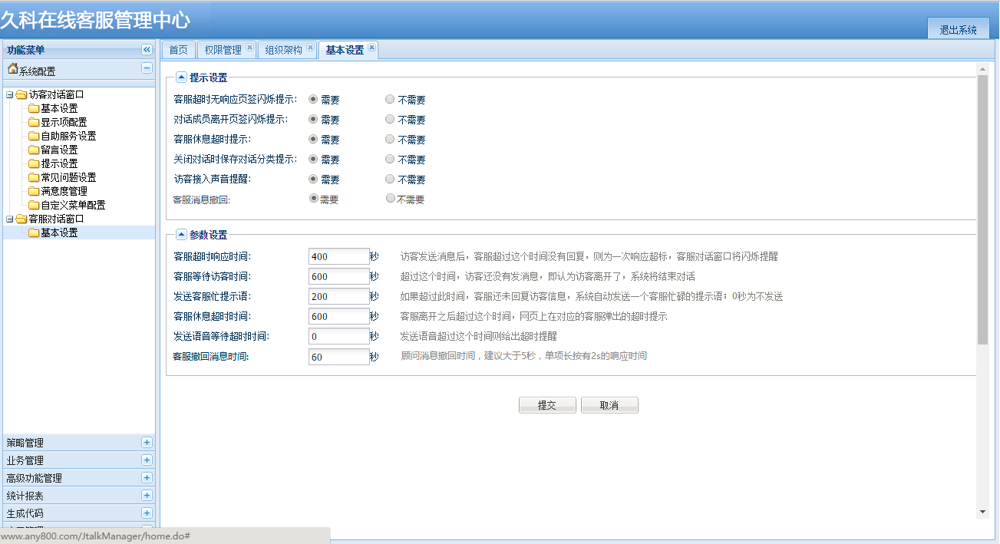 久科在线客服管理中心
退出系统
功能菜单
系统配置
访客对话窗口
基本设置
显示项配置
自助服务设置
留言设置
提示设置
常见问题设置
满意度管理
自定义菜单配置
客服对话窗口
基本设置
策略管理
业务管理
高级功能管理
统计报表
生成代码
www.any800.com/JtalkManager/home.do#
首页 权限管理 组织架构 基本设置
提示设置
客服超时无响应页签闪烁提示: 需要 不需要
对话成员离开页签闪烁提示: 需要 不需要
客服休息超时提示: 需要 不需要
关闭对话时保存对话分类提示: 需要 不需要
访客接入声音提醒: 需要 不需要
客服消息撤回: 需要 不需要
参数设置
客服超时响应时间: 400 秒 访客发送消息后，客服超过这个时间没有回复，则为一次响应超标，客服对话窗口将闪烁提醒
客服等待访客时间: 600 秒 超过这个时间，访客还没有发消息，即认为访客离开了，系统将结束对话
发送客服忙提示语: 200 秒 如果超过此时间，客服还未回复访客信息，系统自动发送一个客服忙碌的提示语；0秒为不发送
客服休息超时时间: 600 秒 客服离开之后超过这个时间，网页上在对应的客服弹出的超时提示
发送语音等待超时时间: 0 秒 发送语音超过这个时间则给出超时提醒
客服撤回消息时间: 60 秒 顾问消息撤回时间，建议大于5秒，单项长按有2s的响应时间
提交 取消